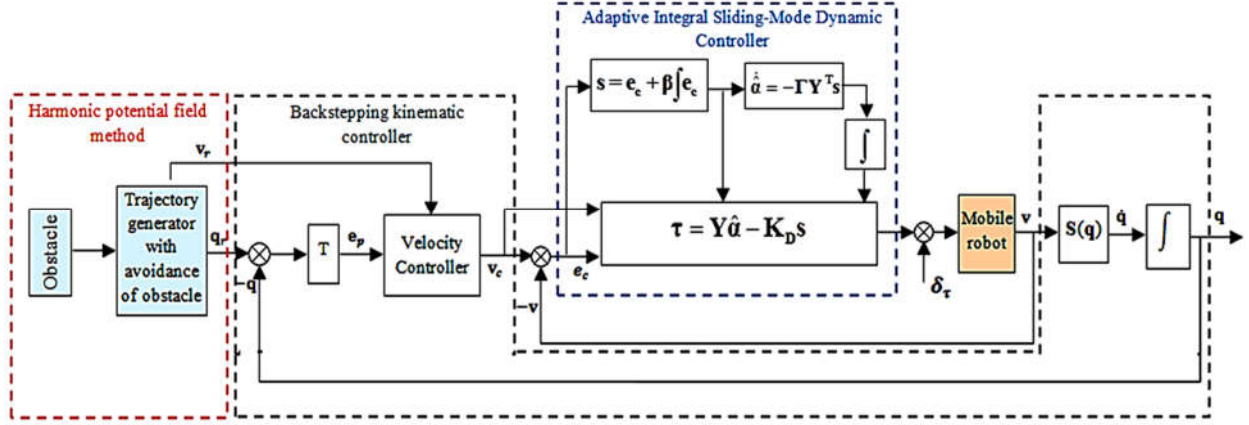 Adaptive Integral Sliding-Mode Dynamic
Controller
Harmonic potential field
method
Backstepping kinematic
controller
s = e_c + β∫e_c
α̂̇ = −ΓY^T s
∫
v_r
Obstacle
Trajectory
generator
with
avoidance
of obstacle
q_r
−q
T
e_p
Velocity
Controller
v_c
−v
e_c
τ = Yα̂ − K_D s
δ_τ
Mobile
robot
v
S(q)
q̇
∫
q